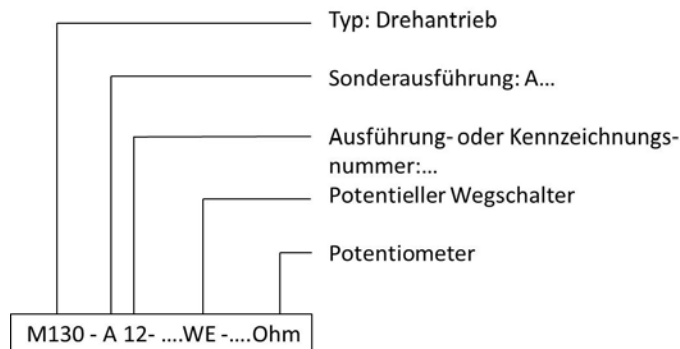 Typ: Drehantrieb
Sonderausführung: A...
Ausführung- oder Kennzeichnungs-
nummer:...
Potentieller Wegschalter
Potentiometer
M130 - A 12- ....WE -....Ohm